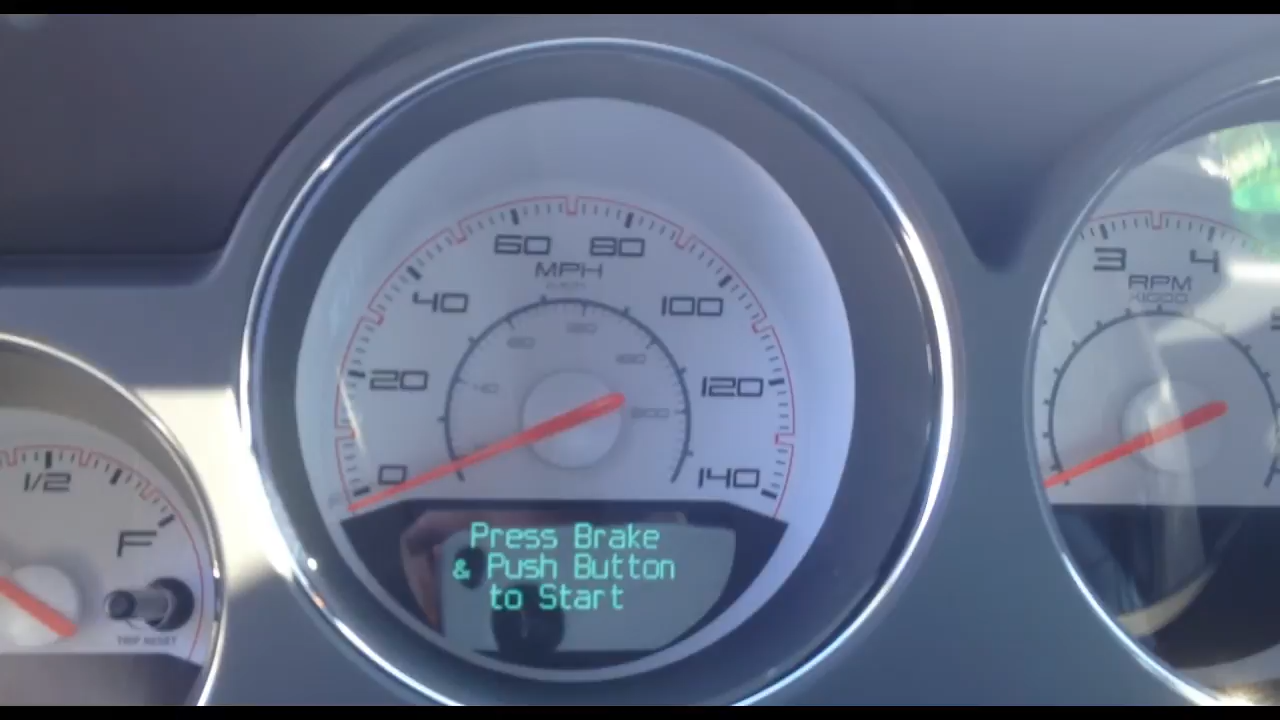 60 80
MPH
40
100
20
120
0
140
3 4
RPM
X1000
1/2
F
TRIP RESET
Press Brake
& Push Button
to Start